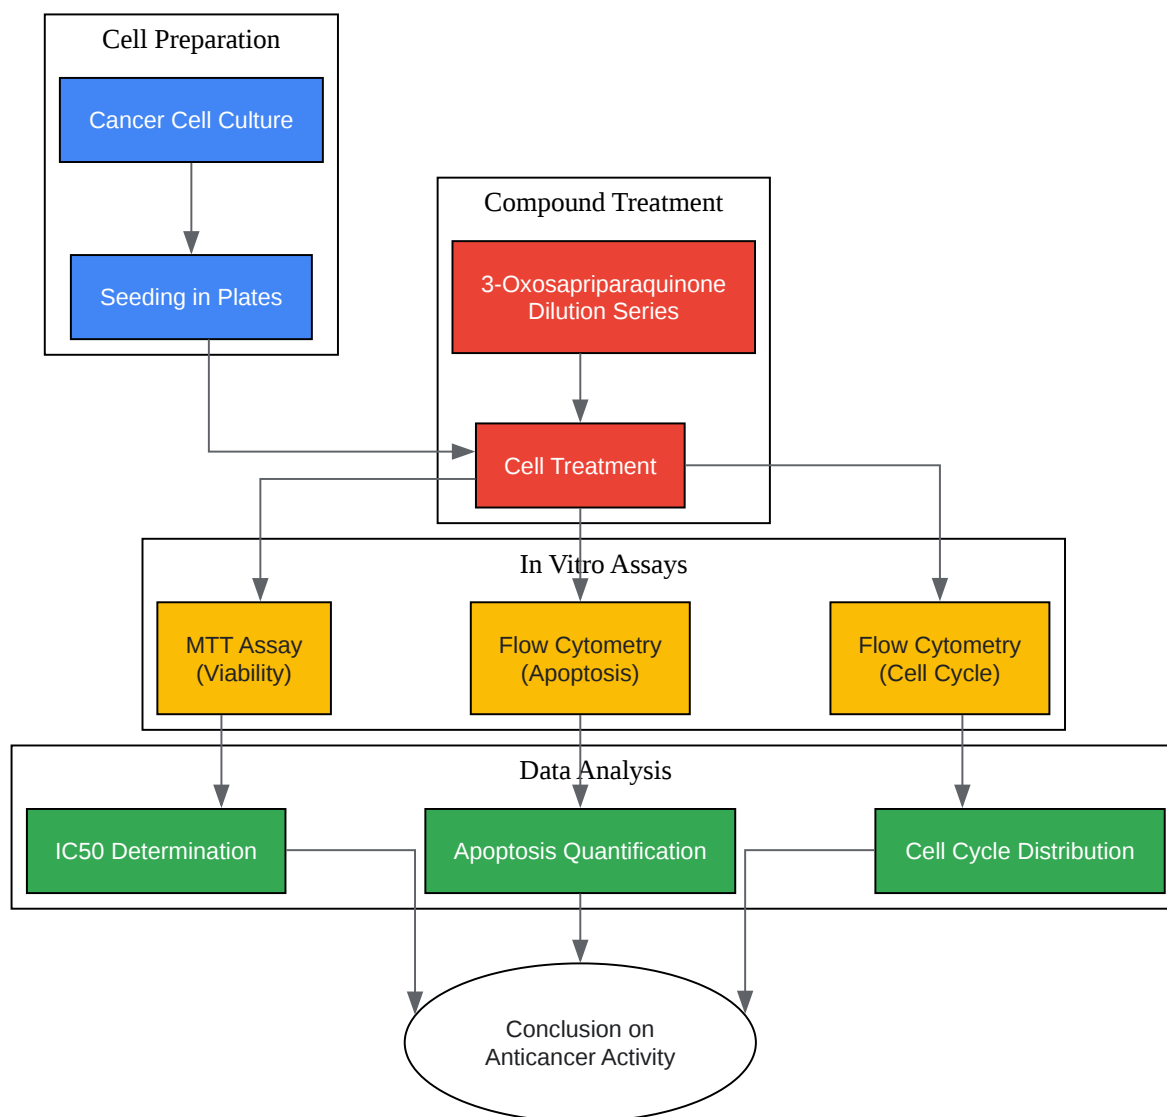 Cell Preparation
Cancer Cell Culture
Seeding in Plates
Compound Treatment
3-Oxosapriparaquinone
Dilution Series
Cell Treatment
In Vitro Assays
MTT Assay
(Viability)
Flow Cytometry
(Apoptosis)
Flow Cytometry
(Cell Cycle)
Data Analysis
IC50 Determination
Apoptosis Quantification
Cell Cycle Distribution
Conclusion on
Anticancer Activity